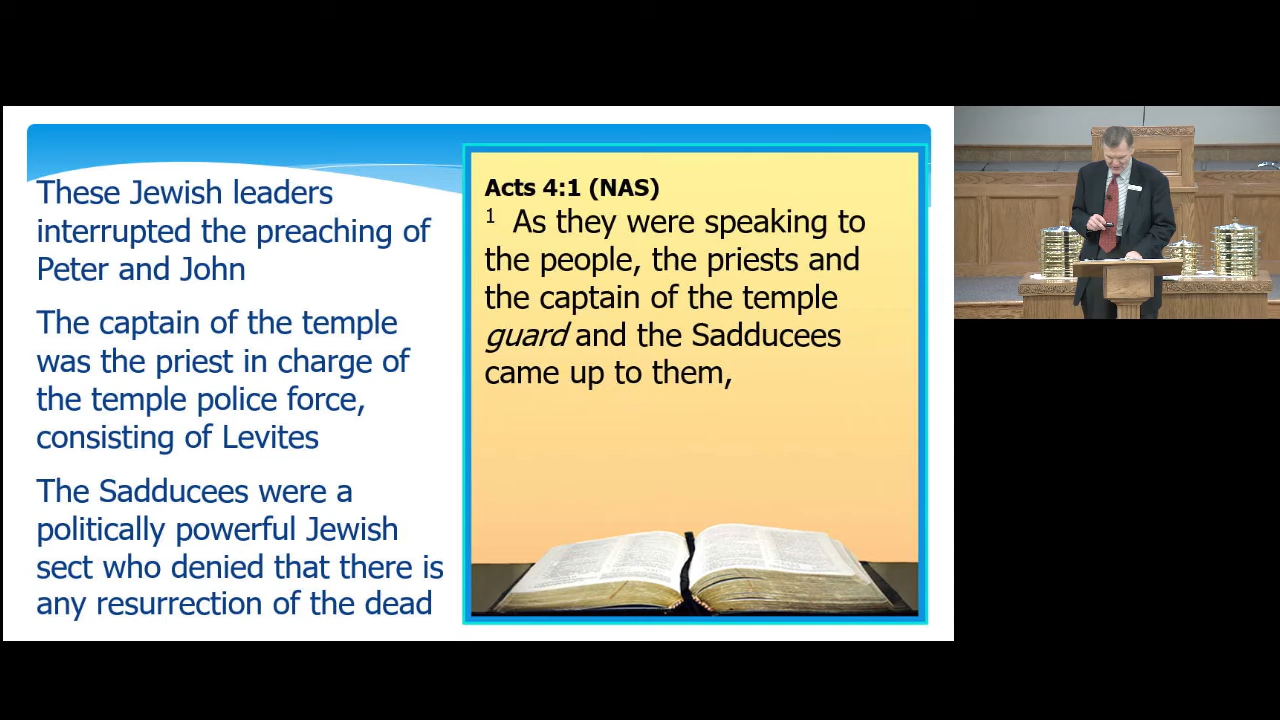 These Jewish leaders
interrupted the preaching of
Peter and John
The captain of the temple
was the priest in charge of
the temple police force,
consisting of Levites
The Sadducees were a
politically powerful Jewish
sect who denied that there is
any resurrection of the dead
Acts 4:1 (NAS)
1 As they were speaking to
the people, the priests and
the captain of the temple
guard and the Sadducees
came up to them,